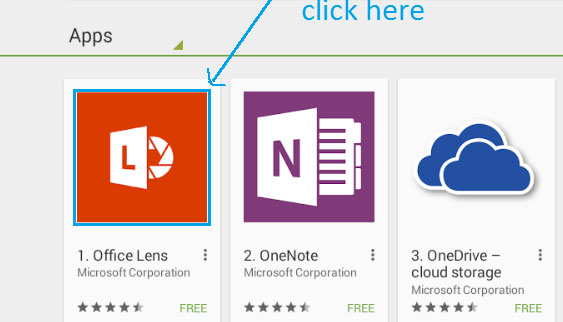 click here
Apps
L
N
1. Office Lens
Microsoft Corporation
FREE
2. OneNote
Microsoft Corporation
FREE
3. OneDrive –
cloud storage
Microsoft Corporation
FREE